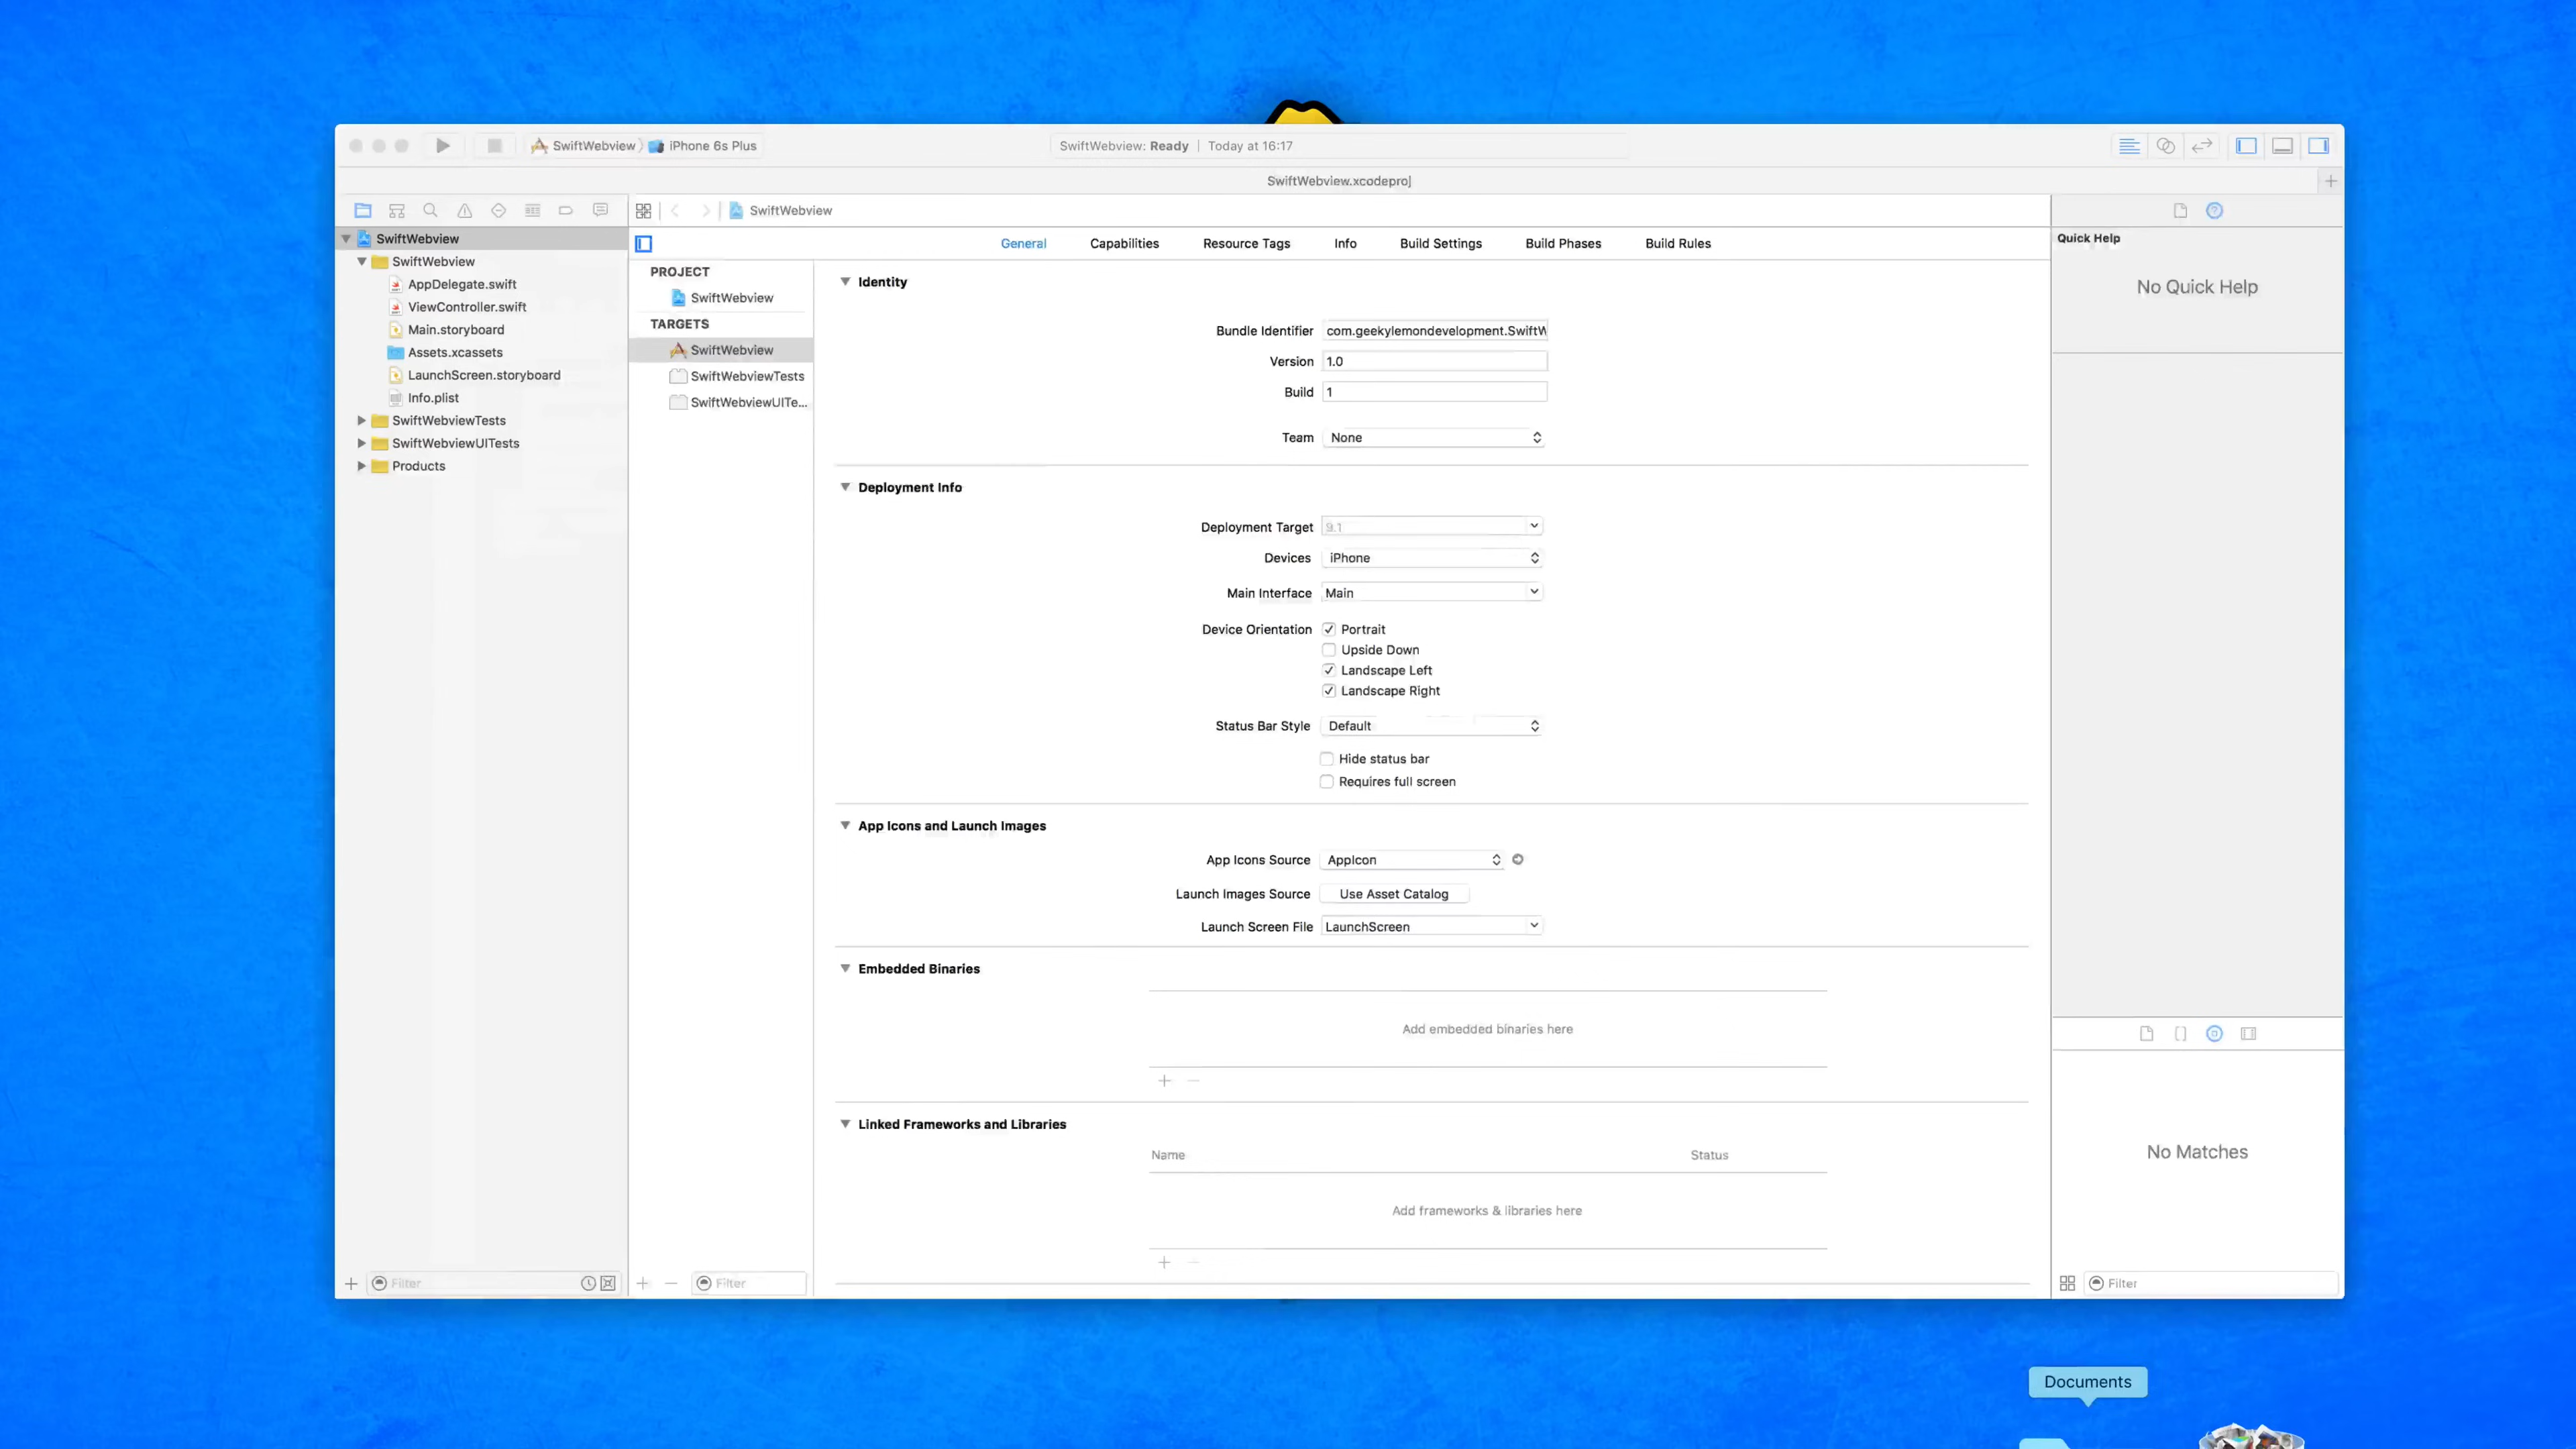 SwiftWebview
iPhone 6s Plus
SwiftWebview: Ready | Today at 16:17
SwiftWebview.xcodeproj
SwiftWebview
Quick Help
No Quick Help
SwiftWebview
SwiftWebview
AppDelegate.swift
ViewController.swift
Main.storyboard
Assets.xcassets
LaunchScreen.storyboard
Info.plist
SwiftWebviewTests
SwiftWebviewUITests
Products
General
Capabilities
Resource Tags
Info
Build Settings
Build Phases
Build Rules
PROJECT
SwiftWebview
TARGETS
SwiftWebview
SwiftWebviewTests
SwiftWebviewUITe...
Identity
Bundle Identifier com.geekylemondevelopment.SwiftW
Version 1.0
Build 1
Team None
Deployment Info
Deployment Target 9.1
Devices iPhone
Main Interface Main
Device Orientation Portrait
Upside Down
Landscape Left
Landscape Right
Status Bar Style Default
Hide status bar
Requires full screen
App Icons and Launch Images
App Icons Source AppIcon
Launch Images Source Use Asset Catalog
Launch Screen File LaunchScreen
Embedded Binaries
Add embedded binaries here
Linked Frameworks and Libraries
Name Status
Add frameworks & libraries here
No Matches
Filter
Filter
Filter
Documents